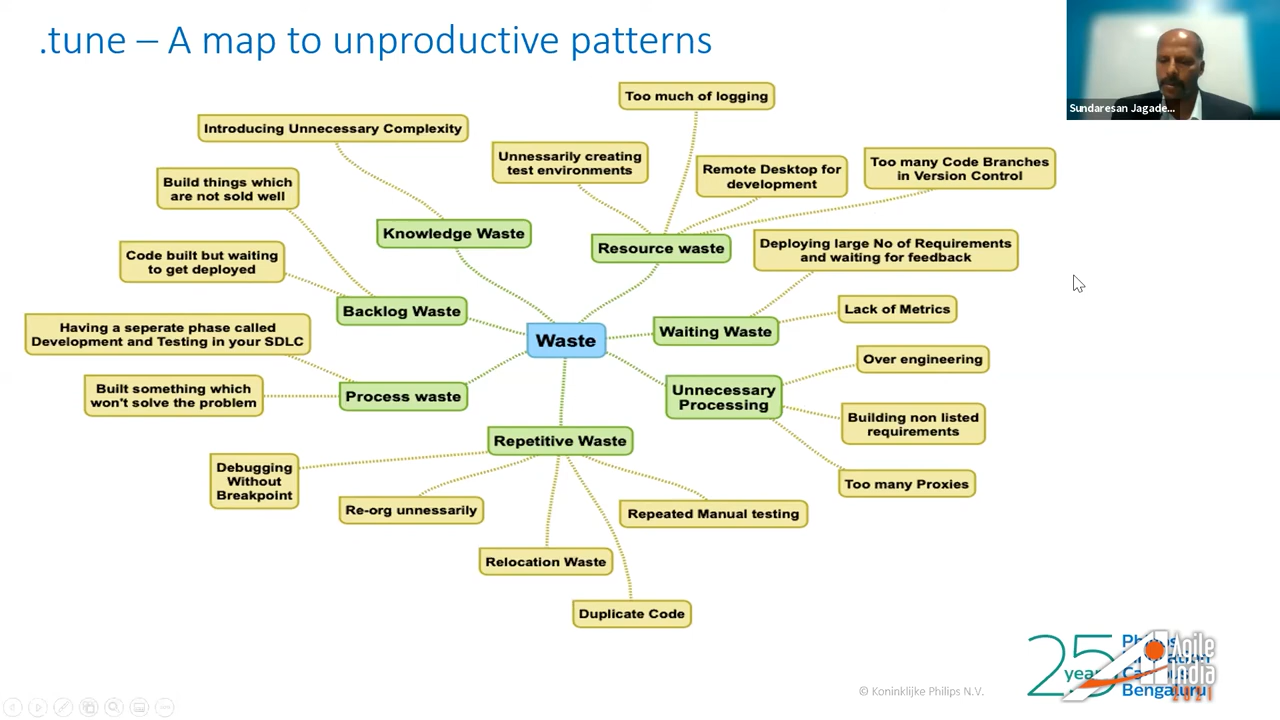 .tune – A map to unproductive patterns
Sundaresan Jagade...
Too much of logging
Introducing Unnecessary Complexity
Unnessarily creating
test environments
Remote Desktop for
development
Too many Code Branches
in Version Control
Build things which
are not sold well
Knowledge Waste
Resource waste
Deploying large No of Requirements
and waiting for feedback
Code built but waiting
to get deployed
Backlog Waste
Waiting Waste
Lack of Metrics
Having a seperate phase called
Development and Testing in your SDLC
Waste
Over engineering
Built something which
won't solve the problem
Process waste
Unnecessary
Processing
Building non listed
requirements
Repetitive Waste
Debugging
Without
Breakpoint
Too many Proxies
Re-org unnessarily
Repeated Manual testing
Relocation Waste
Duplicate Code
25
years
Bengaluru
Agile
India
2021
© Koninklijke Philips N.V.